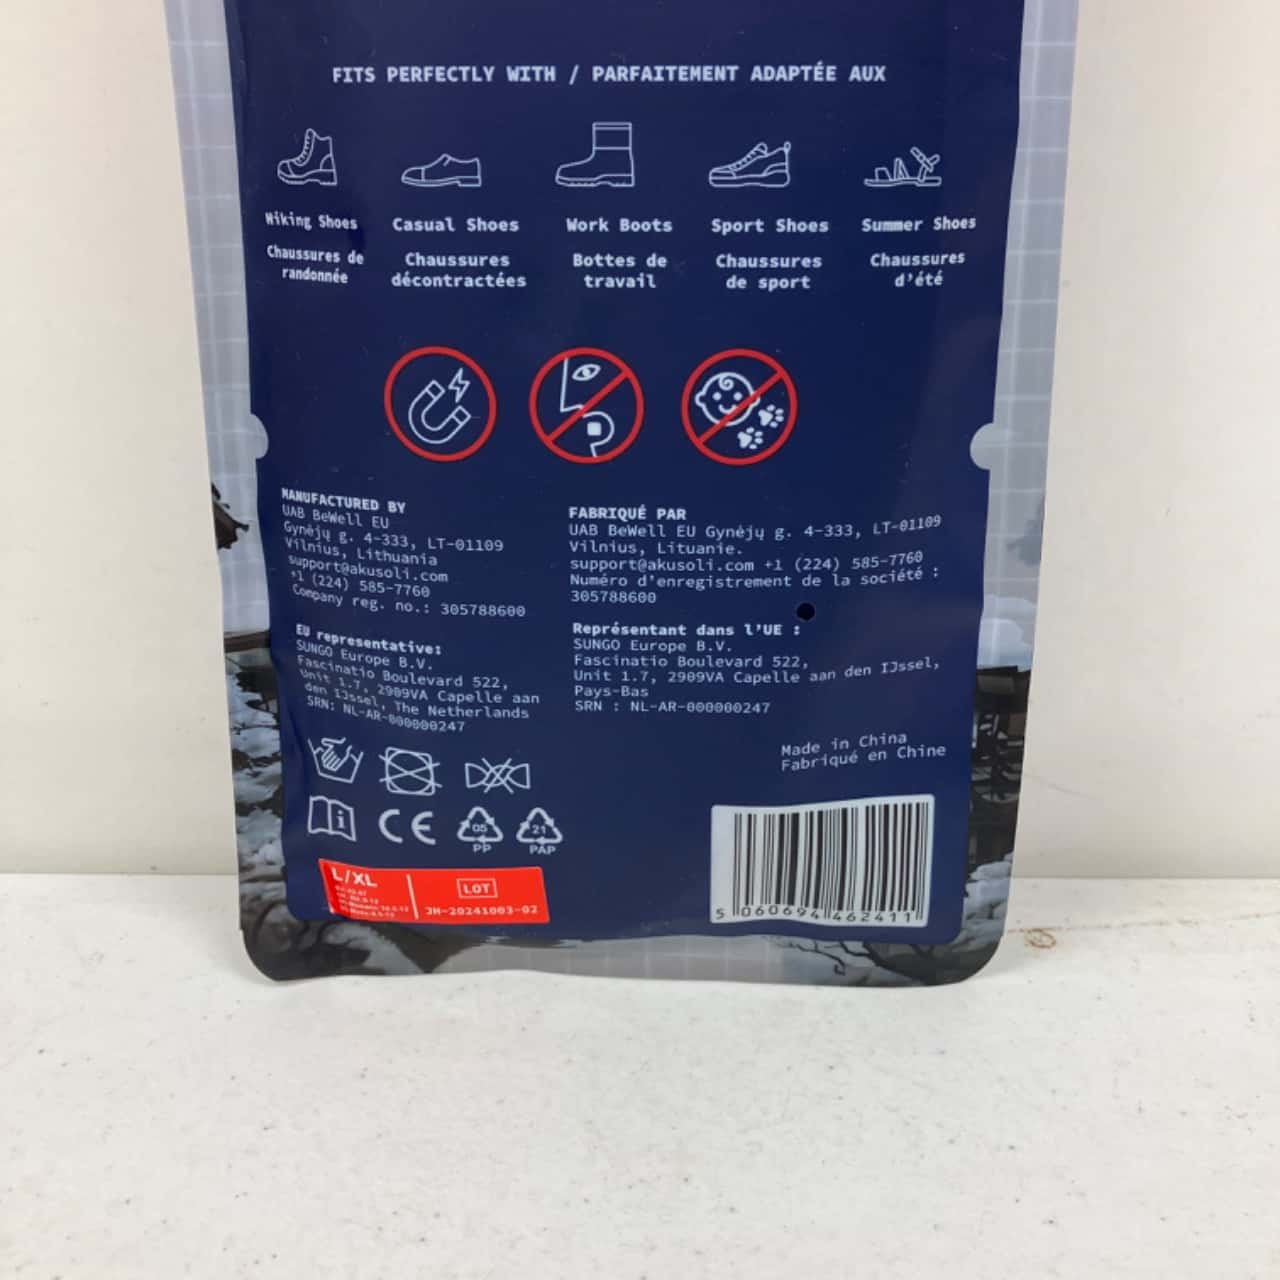 FITS PERFECTLY WITH / PARFAITEMENT ADAPTÉE AUX
Hiking Shoes
Chaussures de
randonnée
Casual Shoes
Chaussures
décontractées
Work Boots
Bottes de
travail
Sport Shoes
Chaussures
de sport
Summer Shoes
Chaussures
d'été
MANUFACTURED BY
UAB BeWell EU
Gynėjų g. 4-333, LT-01109
Vilnius, Lithuania
support@akusoli.com
+1 (224) 585-7760
Company reg. no.: 305788600
EU representative:
SUNGO Europe B.V.
Fascinatio Boulevard 522,
Unit 1.7, 2909VA Capelle aan
den IJssel, The Netherlands
SRN: NL-AR-000000247
FABRIQUÉ PAR
UAB BeWell EU Gynėjų g. 4-333, LT-01109
Vilnius, Lituanie.
support@akusoli.com +1 (224) 585-7760
Numéro d'enregistrement de la société :
305788600
Représentant dans l'UE :
SUNGO Europe B.V.
Fascinatio Boulevard 522,
Unit 1.7, 2909VA Capelle aan den IJssel,
Pays-Bas
SRN : NL-AR-000000247
Made in China
Fabriqué en Chine
i
CE
05
PP
21
PAP
L/XL
LOT
JH-20241003-02
5 060694 462411